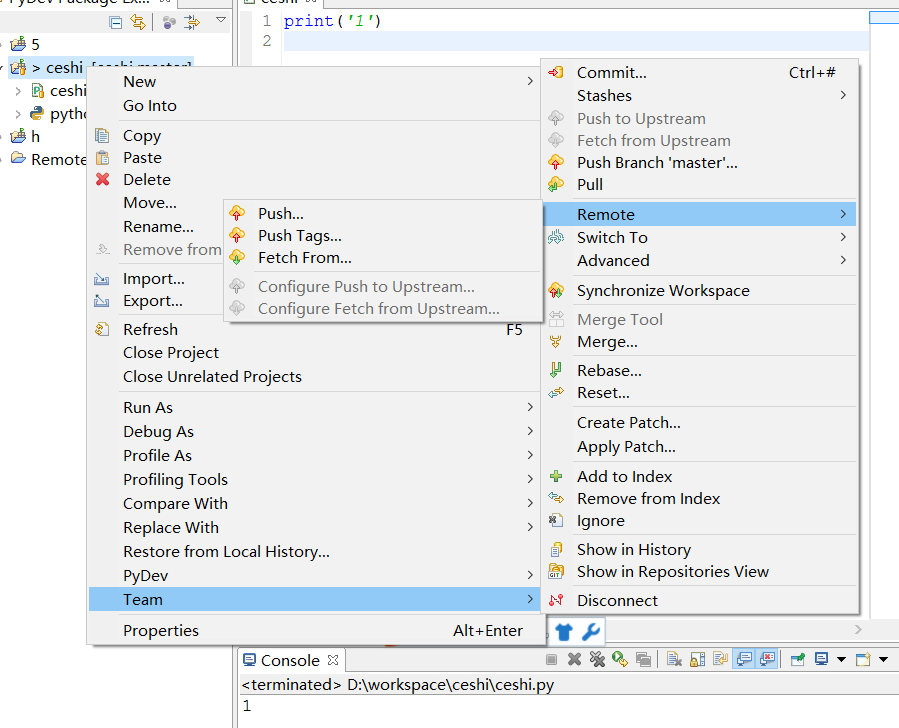 PyDev Package Ex...
ceshi
1 print('1')
2
5
> ceshi [ceshi master]
ceshi
pytho
h
Remote
New
Go Into
Copy
Paste
Delete
Move...
Rename...
Remove from
Import...
Export...
Refresh F5
Close Project
Close Unrelated Projects
Run As
Debug As
Profile As
Profiling Tools
Compare With
Replace With
Restore from Local History...
PyDev
Team
Properties Alt+Enter
Push...
Push Tags...
Fetch From...
Configure Push to Upstream...
Configure Fetch from Upstream...
Commit... Ctrl+#
Stashes
Push to Upstream
Fetch from Upstream
Push Branch 'master'...
Pull
Remote
Switch To
Advanced
Synchronize Workspace
Merge Tool
Merge...
Rebase...
Reset...
Create Patch...
Apply Patch...
Add to Index
Remove from Index
Ignore
Show in History
Show in Repositories View
Disconnect
Console
<terminated> D:\workspace\ceshi\ceshi.py
1